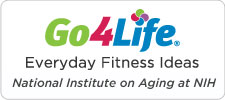 Go4Life®
Everyday Fitness Ideas
National Institute on Aging at NIH